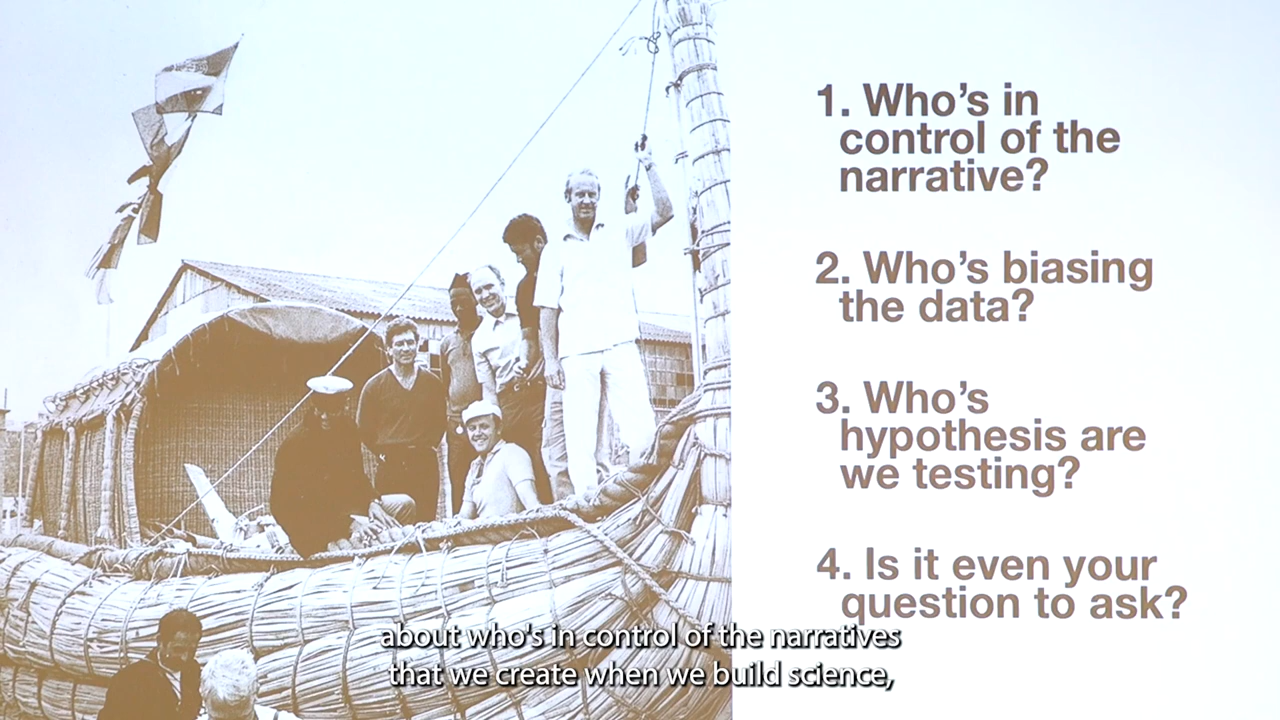 1. Who's in
control of the
narrative?
2. Who's biasing
the data?
3. Who's
hypothesis are
we testing?
4. Is it even your
question to ask?
about who's in control of the narratives
that we create when we build science,